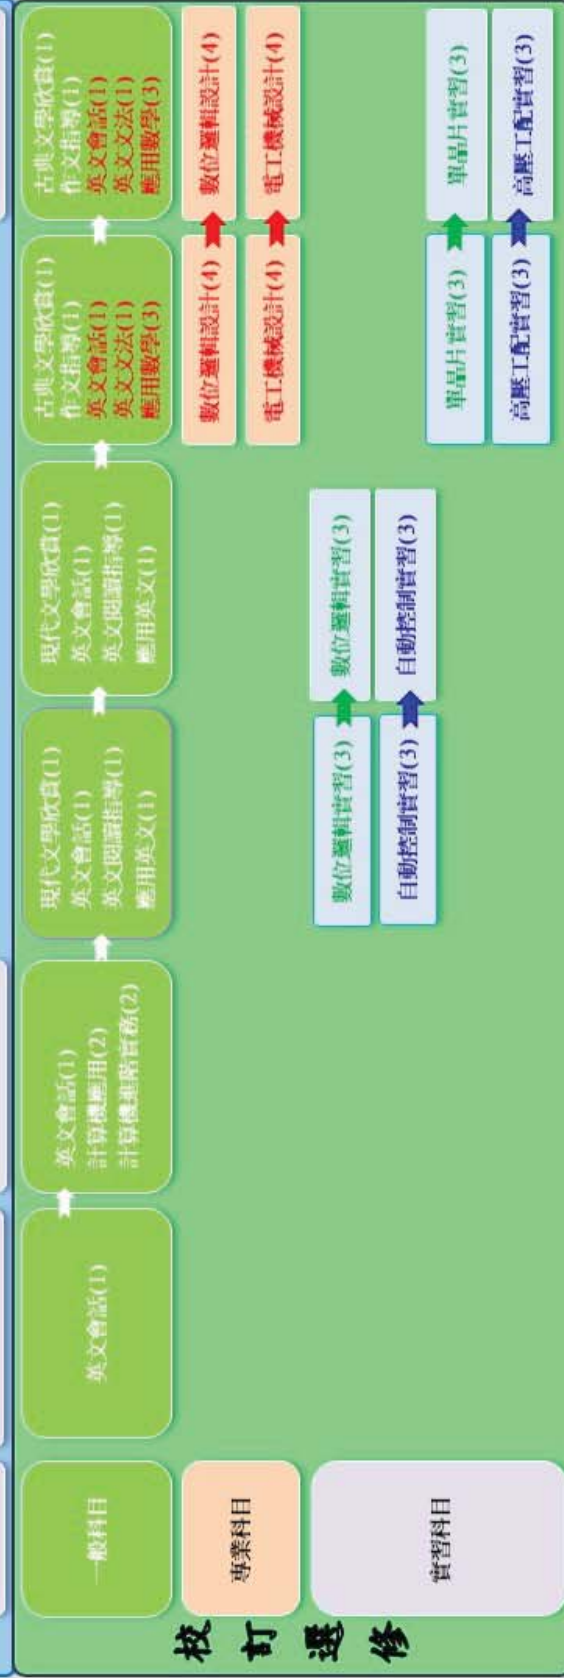 校訂選修
一般科目
英文會話(1)
英文會話(1)
計算機應用(2)
計算機進階實務(2)
現代文學欣賞(1)
英文會話(1)
英文閱讀指導(1)
應用英文(1)
現代文學欣賞(1)
英文會話(1)
英文閱讀指導(1)
應用英文(1)
古典文學欣賞(1)
作文指導(1)
英文會話(1)
英文文法(1)
應用數學(3)
古典文學欣賞(1)
作文指導(1)
英文會話(1)
英文文法(1)
應用數學(3)
專業科目
數位邏輯設計(4)
數位邏輯設計(4)
電工機械設計(4)
電工機械設計(4)
實習科目
數位邏輯實習(3)
數位邏輯實習(3)
自動控制實習(3)
自動控制實習(3)
單晶片實習(3)
單晶片實習(3)
高壓工配實習(3)
高壓工配實習(3)